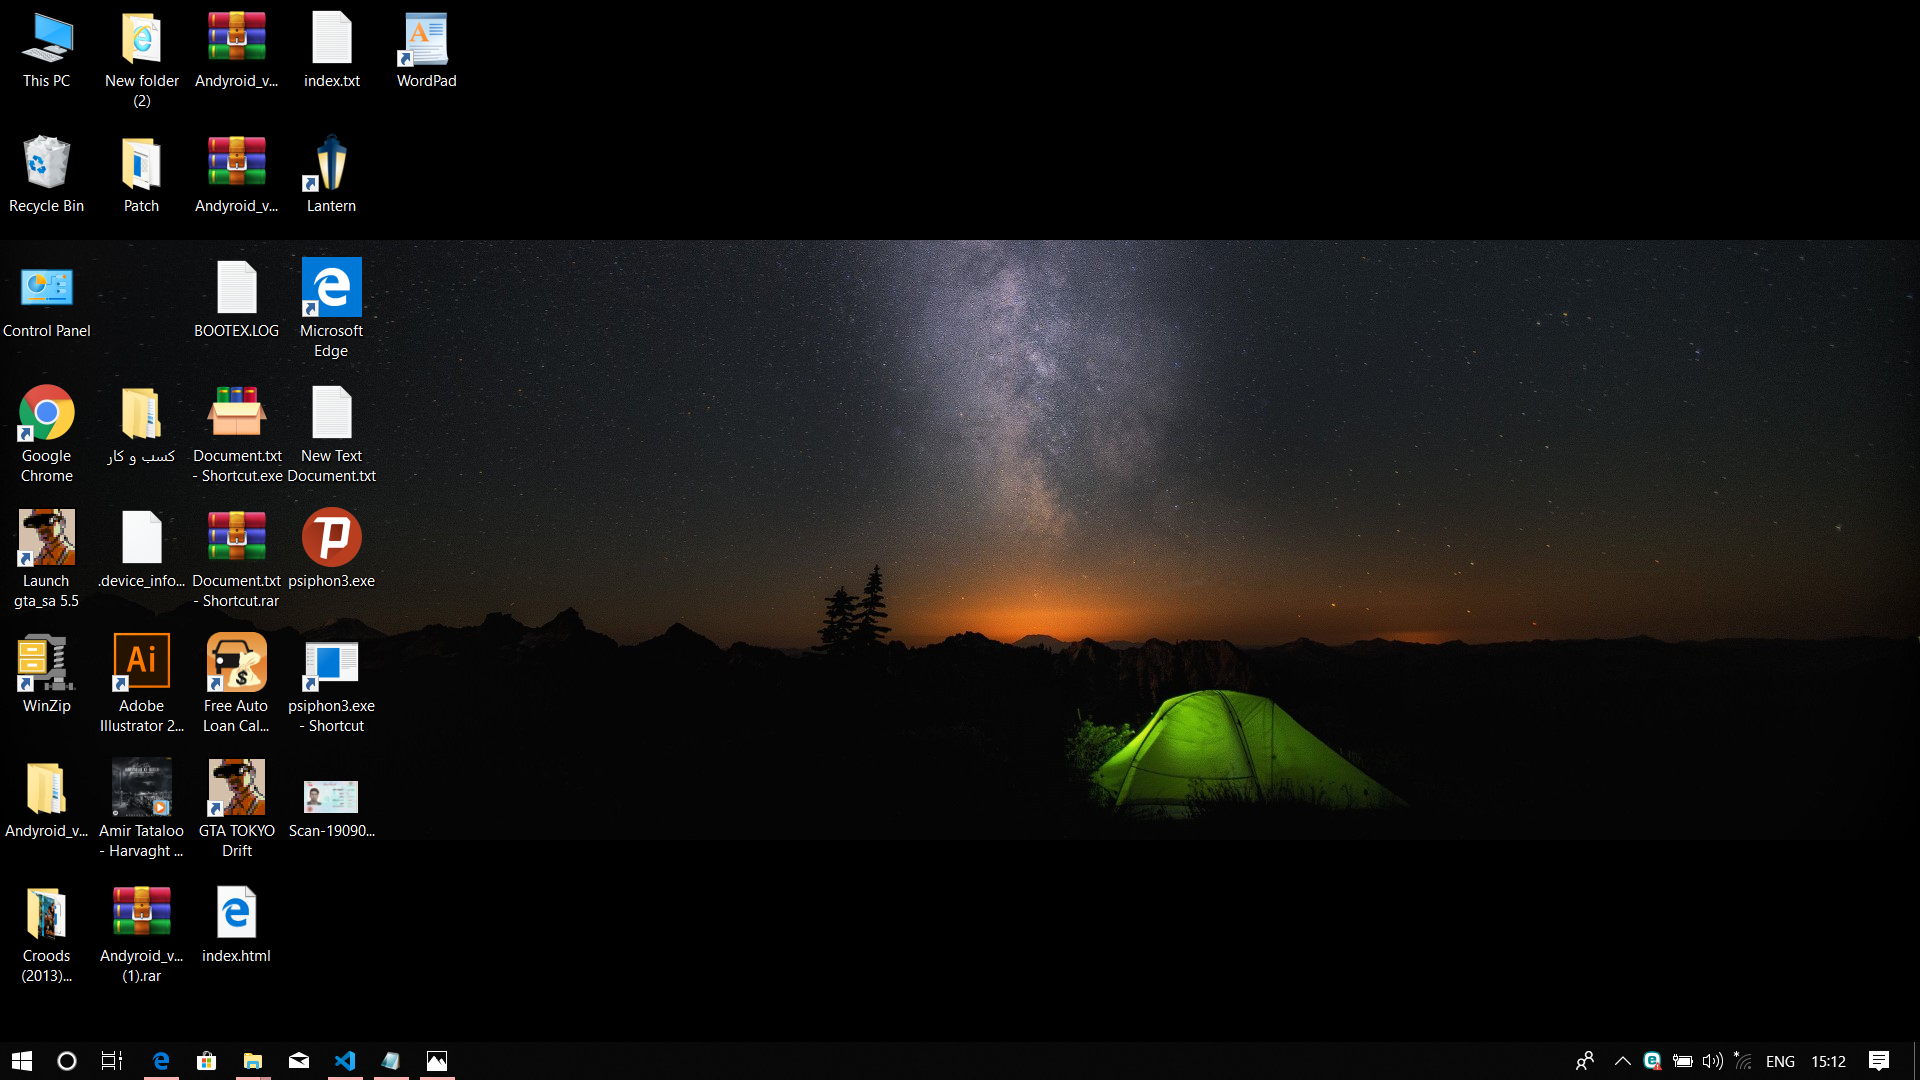 This PC
New folder
(2)
Andyroid_v...
index.txt
WordPad
Recycle Bin
Patch
Andyroid_v...
Lantern
Control Panel
BOOTEX.LOG
Microsoft
Edge
Google
Chrome
کسب و کار
Document.txt
- Shortcut.exe
New Text
Document.txt
Launch
gta_sa 5.5
.device_info...
Document.txt
- Shortcut.rar
psiphon3.exe
WinZip
Ai
Adobe
Illustrator 2...
Free Auto
Loan Cal...
psiphon3.exe
- Shortcut
Andyroid_v...
Amir Tataloo
- Harvaght ...
GTA TOKYO
Drift
Scan-19090...
Croods
(2013)...
Andyroid_v...
(1).rar
index.html
ENG
15:12